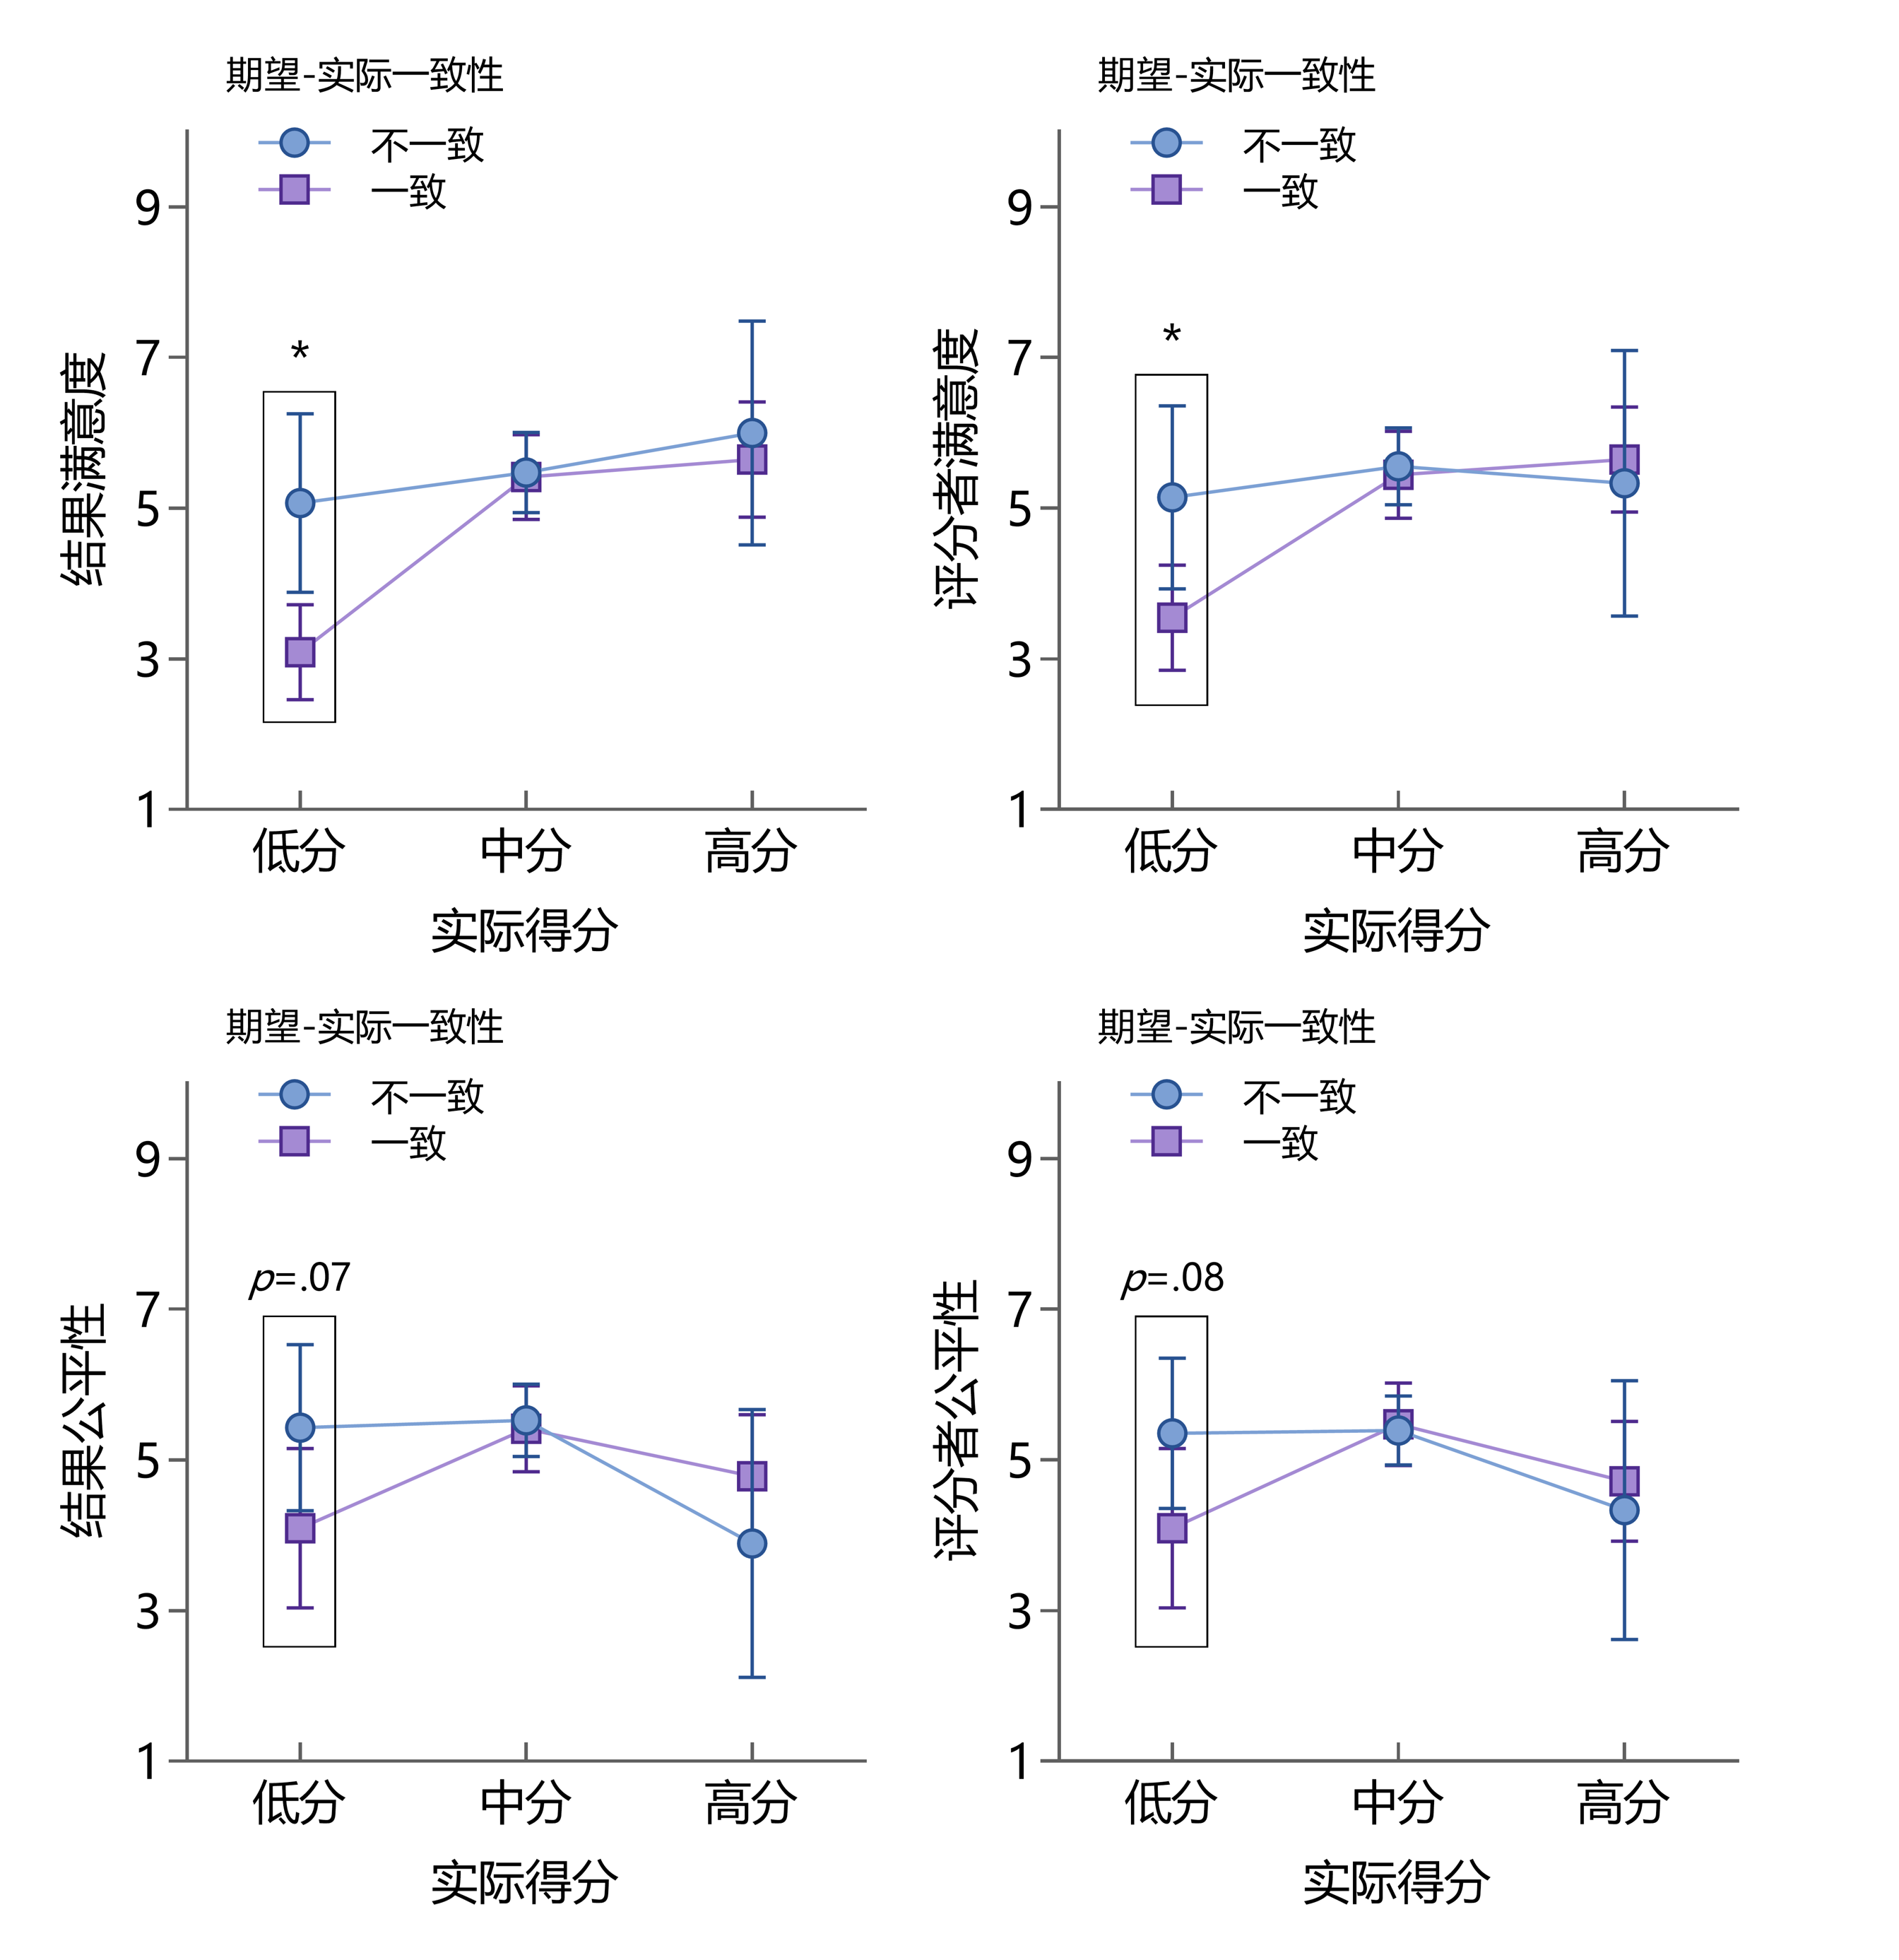 期望-实际一致性
不一致
一致
9
*
7
5
3
1
结果满意度
低分 中分 高分
实际得分
期望-实际一致性
不一致
一致
9
*
7
5
3
1
评分者满意度
低分 中分 高分
实际得分
期望-实际一致性
不一致
一致
9
p=.07
7
5
3
1
结果公平性
低分 中分 高分
实际得分
期望-实际一致性
不一致
一致
9
p=.08
7
5
3
1
评分者公平性
低分 中分 高分
实际得分